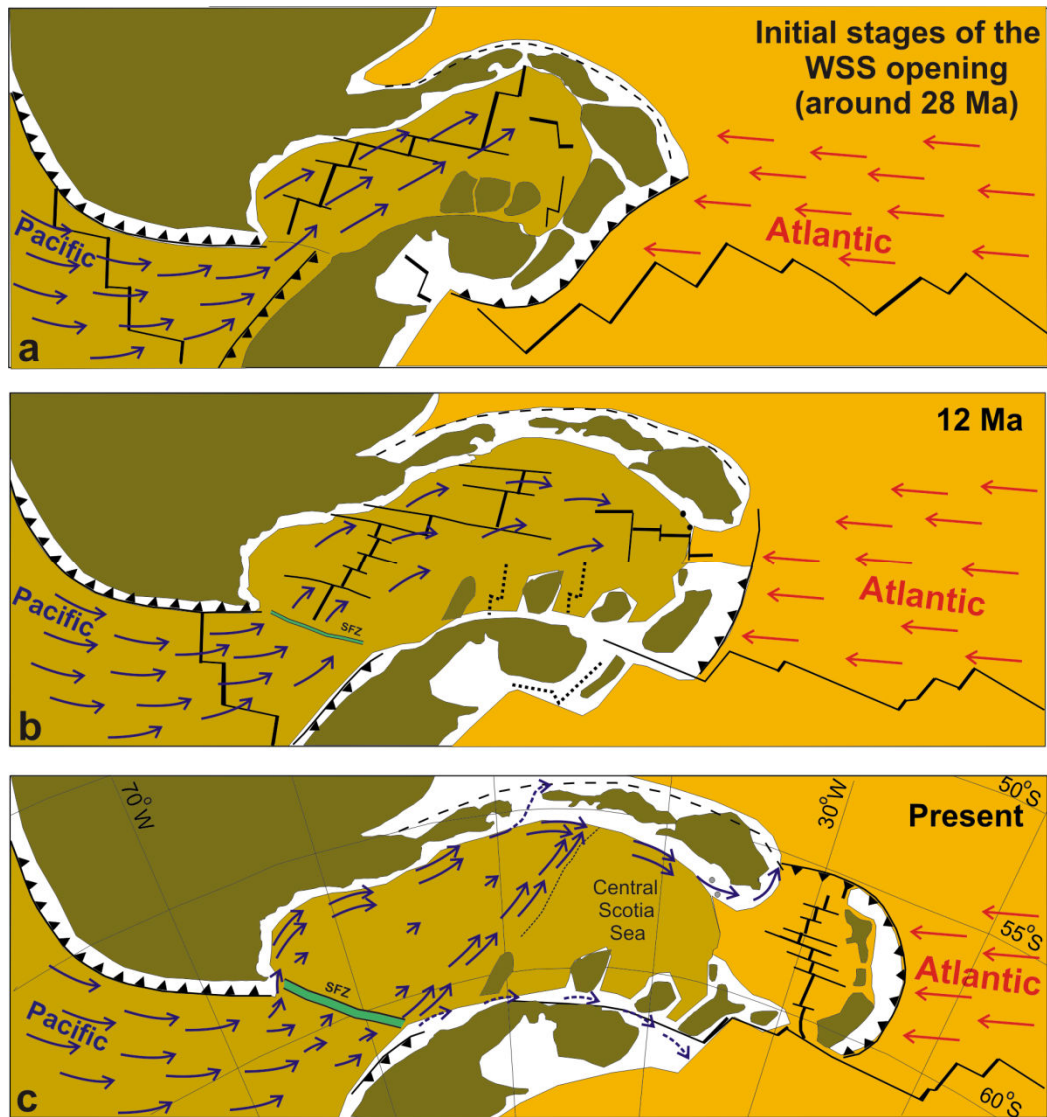 Initial stages of the
WSS opening
(around 28 Ma)
Pacific
Atlantic
a
12 Ma
Pacific
SFZ
Atlantic
b
70°W
30°W
50°S
Present
Central
Scotia
Sea
55°S
SFZ
Atlantic
Pacific
60°S
c